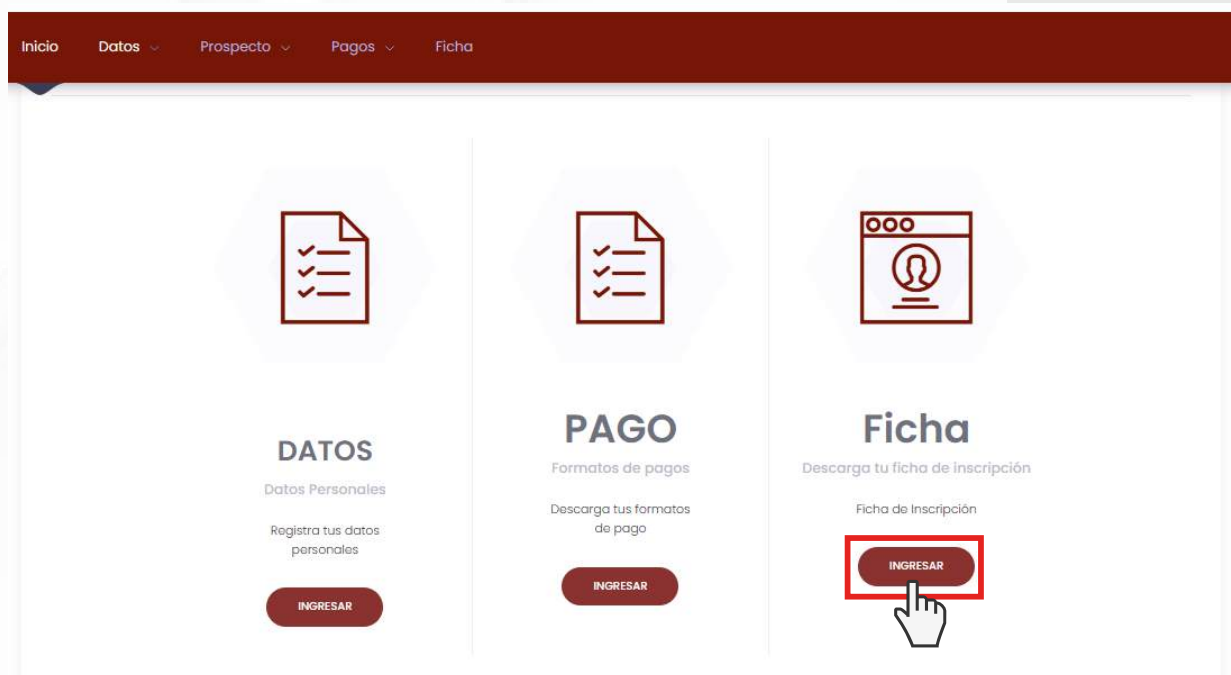 Inicio Datos Prospecto Pagos Ficha
DATOS
Datos Personales
Registra tus datos
personales
INGRESAR
PAGO
Formatos de pagos
Descarga tus formatos
de pago
INGRESAR
Ficha
Descarga tu ficha de inscripción
Ficha de Inscripción
INGRESAR